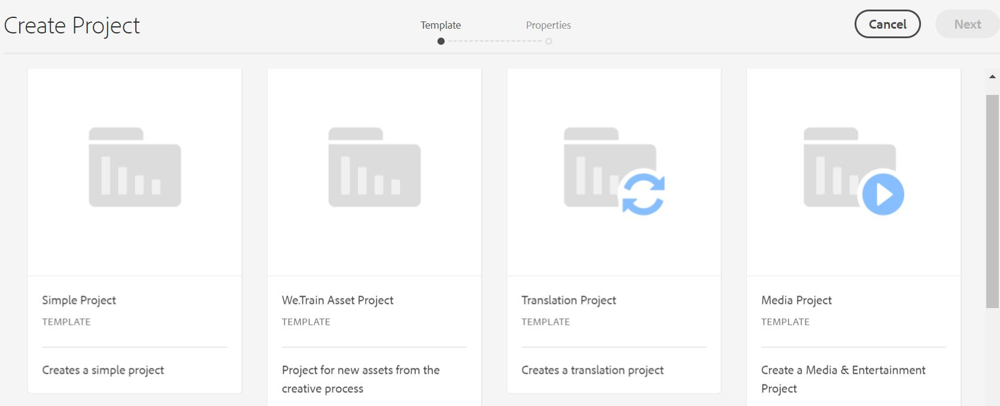 Create Project
Template
Properties
Cancel
Next
Simple Project
TEMPLATE
Creates a simple project
We.Train Asset Project
TEMPLATE
Project for new assets from the
creative process
Translation Project
TEMPLATE
Creates a translation project
Media Project
TEMPLATE
Create a Media & Entertainment
Project